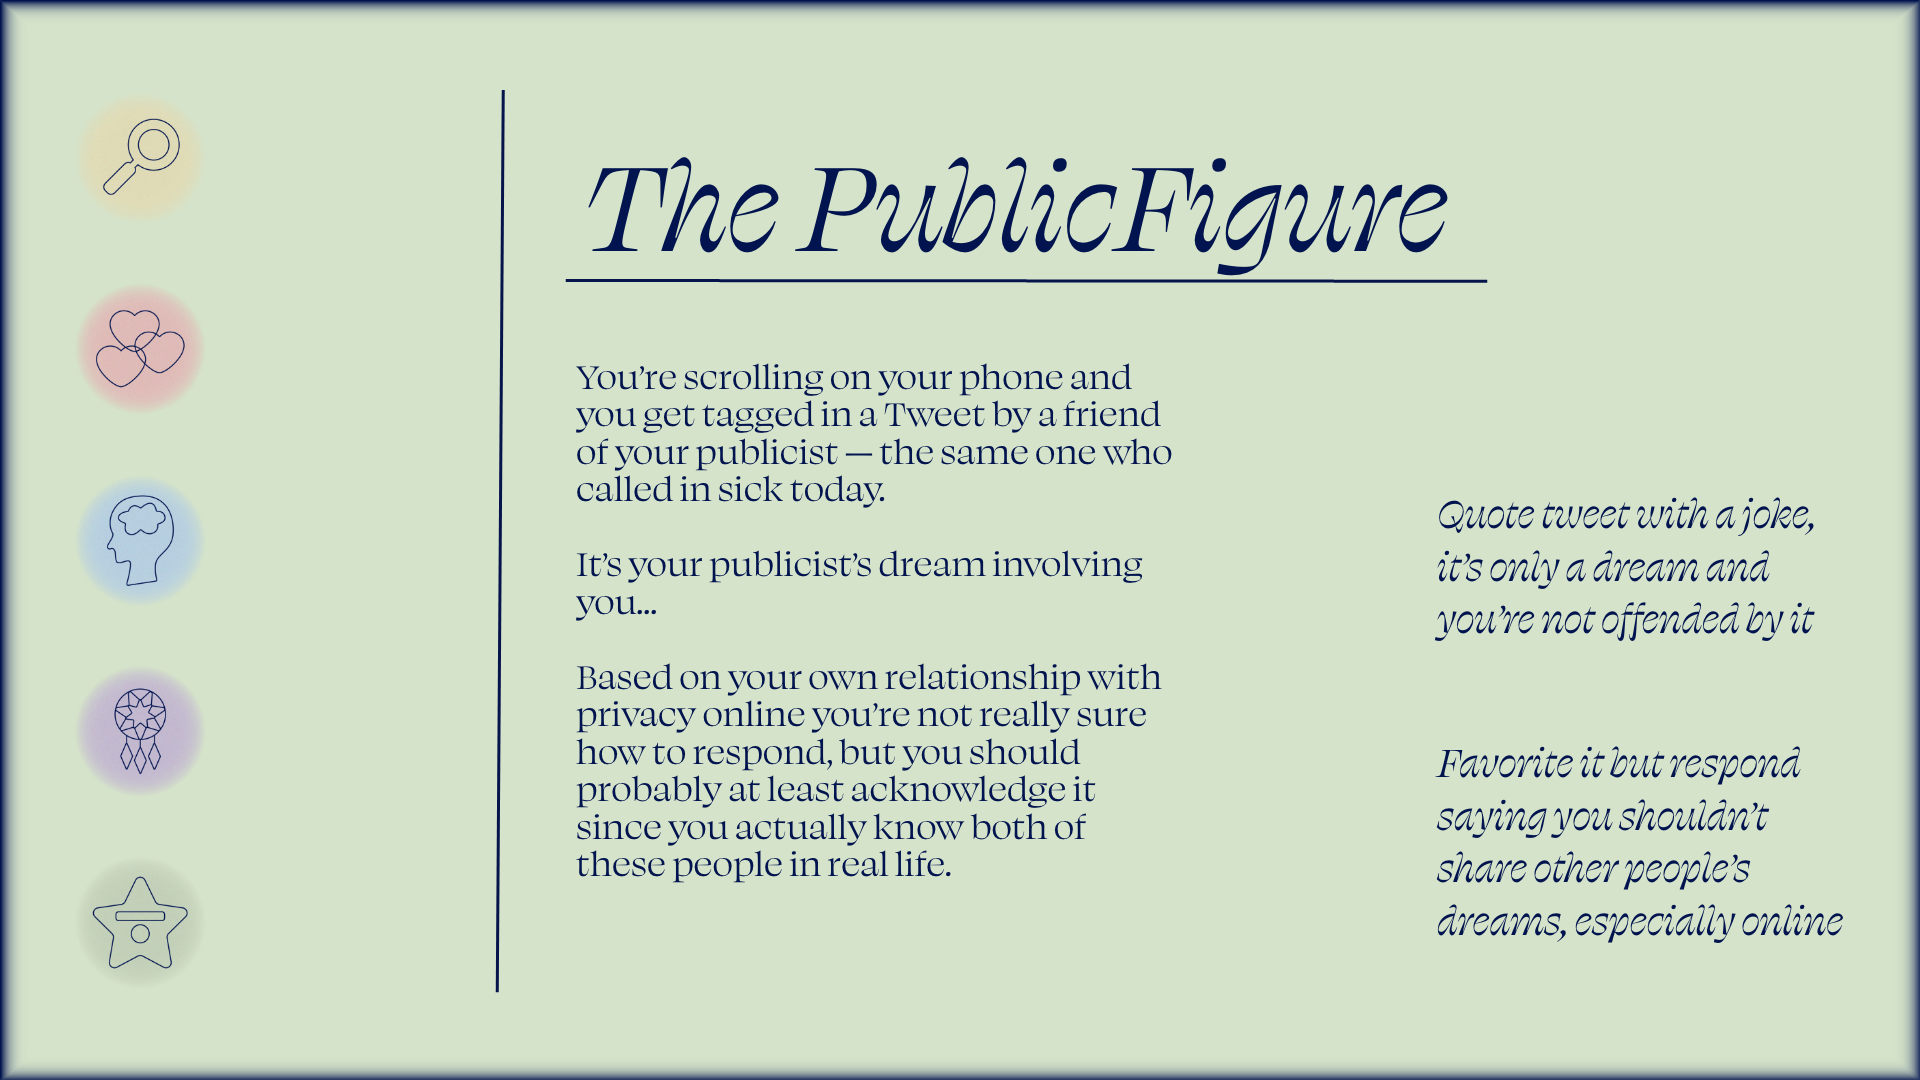 The Public Figure
You’re scrolling on your phone and
you get tagged in a Tweet by a friend
of your publicist — the same one who
called in sick today.
It’s your publicist’s dream involving
you...
Based on your own relationship with
privacy online you’re not really sure
how to respond, but you should
probably at least acknowledge it
since you actually know both of
these people in real life.
Quote tweet with a joke,
it’s only a dream and
you’re not offended by it
Favorite it but respond
saying you shouldn’t
share other people’s
dreams, especially online